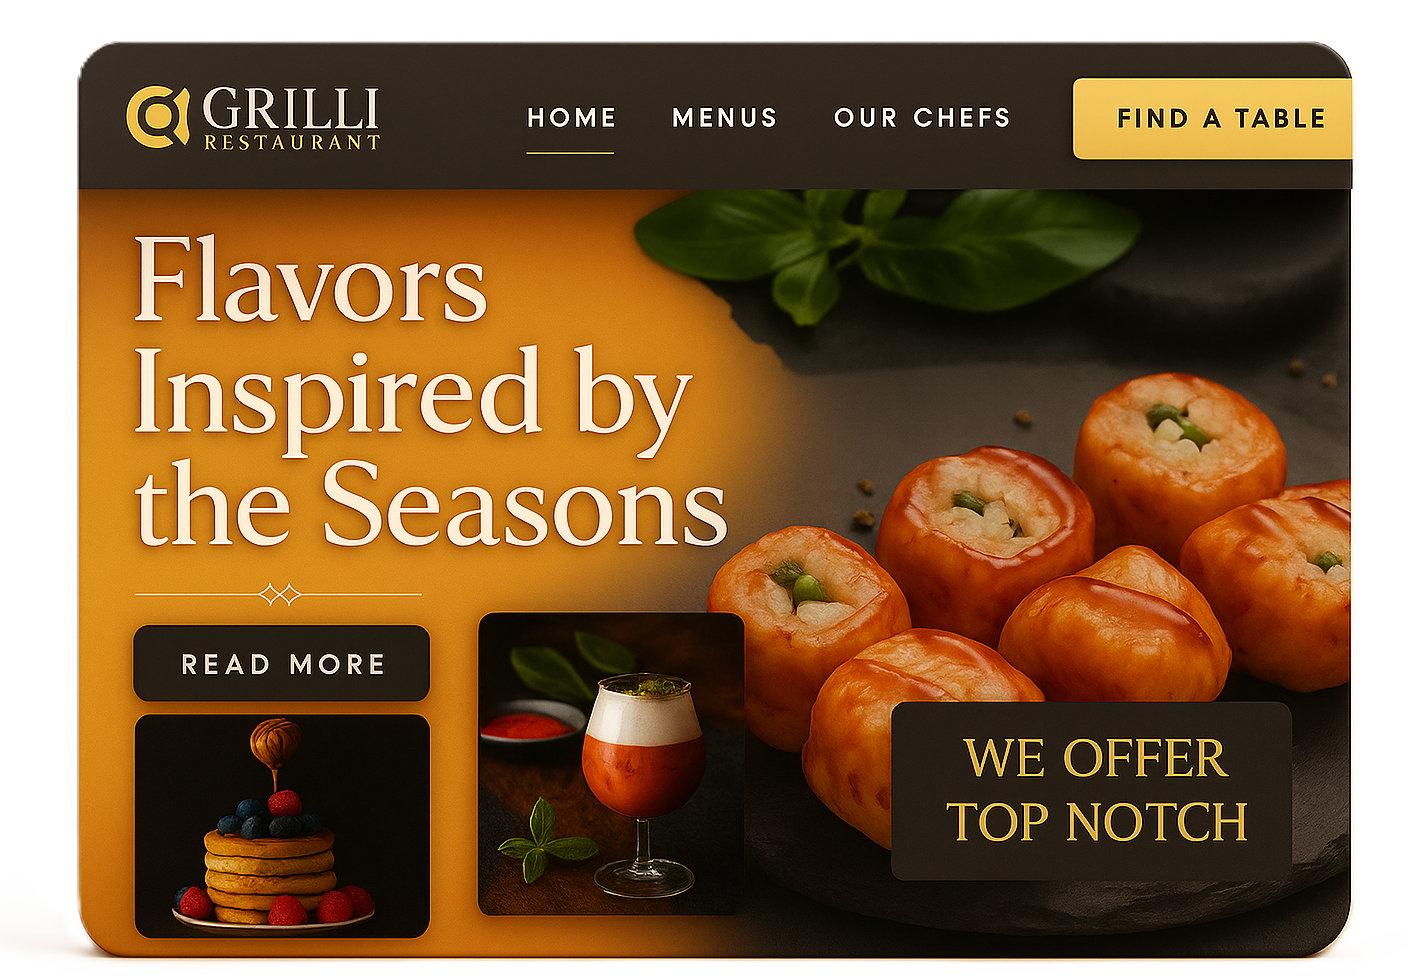 GRILLI
RESTAURANT
HOME
MENUS
OUR CHEFS
FIND A TABLE
Flavors
Inspired by
the Seasons
READ MORE
WE OFFER
TOP NOTCH